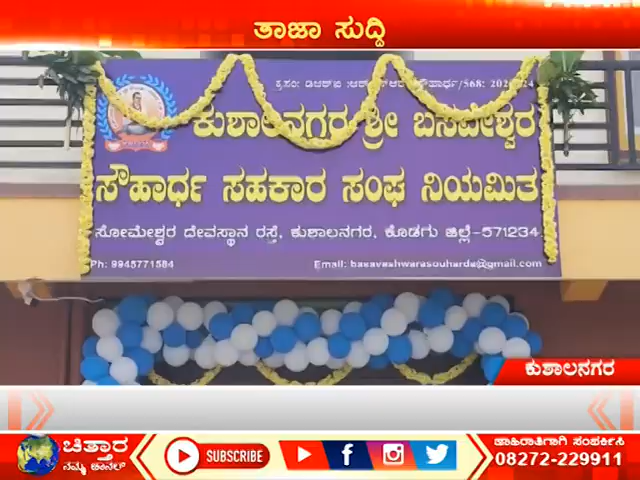 ತಾಜಾ ಸುದ್ದಿ
ಕುಶಾಲನಗರ ಶ್ರೀ ಬಸವೇಶ್ವರ
ಸೌಹಾರ್ಧ ಸಹಕಾರ ಸಂಘ ನಿಯಮಿತ
ಸೋಮೇಶ್ವರ ದೇವಸ್ಥಾನ ರಸ್ತೆ, ಕುಶಾಲನಗರ, ಕೊಡಗು ಜಿಲ್ಲೆ-571234
Ph: 9945771584 Email: basaveshwarasouharda@gmail.com
ಕುಶಾಲನಗರ
ಚಿತ್ತಾರ
ನಮ್ಮ ಚಾನಲ್
SUBSCRIBE
ಜಾಹಿರಾತಿಗಾಗಿ ಸಂಪರ್ಕಿಸಿ
08272-229911